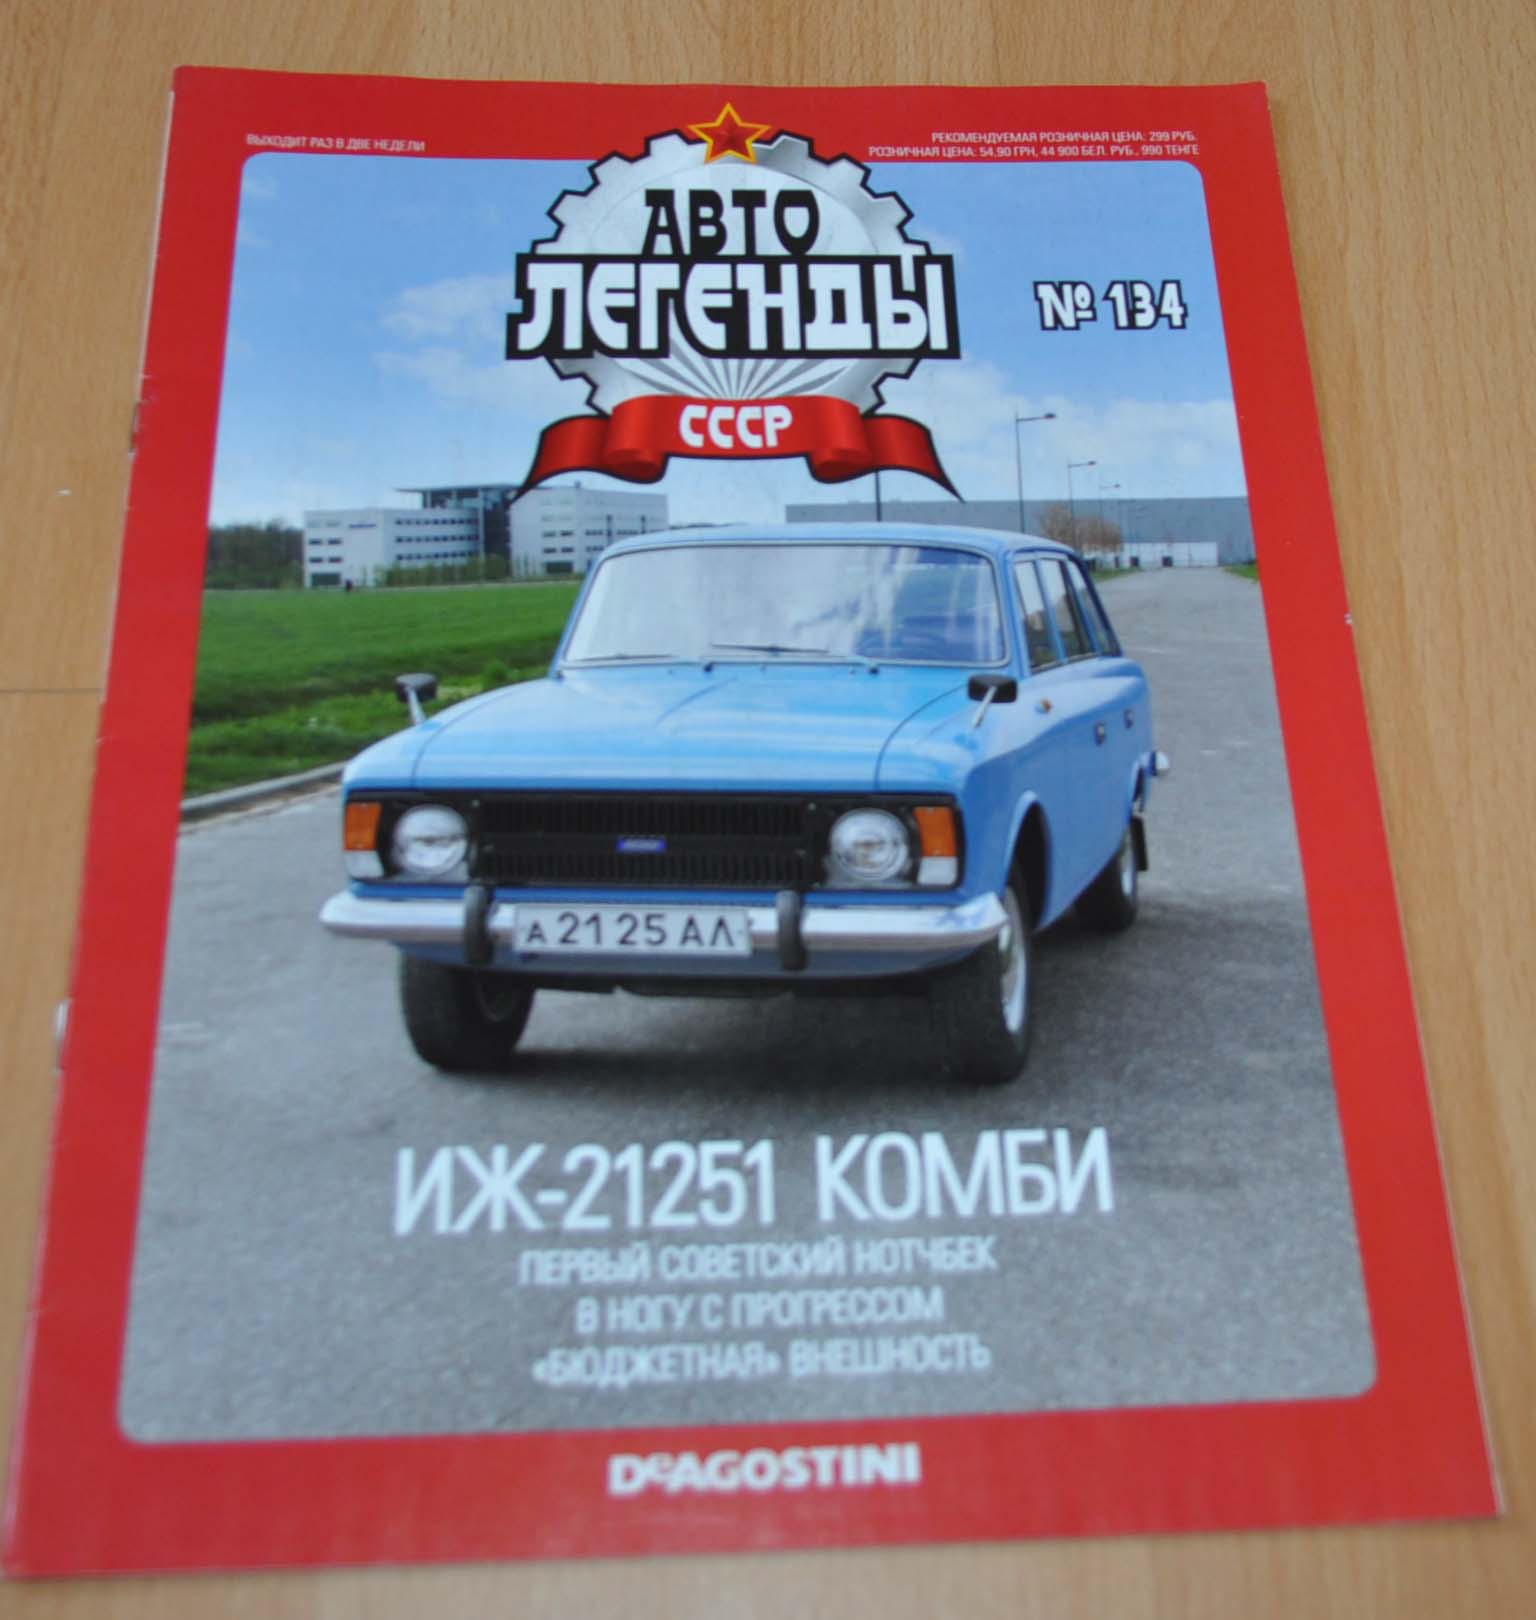 ВЫХОДИТ РАЗ В ДВЕ НЕДЕЛИ
РЕКОМЕНДУЕМАЯ РОЗНИЧНАЯ ЦЕНА: 299 РУБ.
РОЗНИЧНАЯ ЦЕНА: 54,90 ГРН, 44 900 БЕЛ. РУБ., 990 ТЕНГЕ
АВТО
ЛЕГЕНДЫ
СССР
№ 134
А 21 25 АЛ
ИЖ-21251 КОМБИ
ПЕРВЫЙ СОВЕТСКИЙ НОТЧБЕК
В НОГУ С ПРОГРЕССОМ
«БЮДЖЕТНАЯ» ВНЕШНОСТЬ
DeAGOSTINI